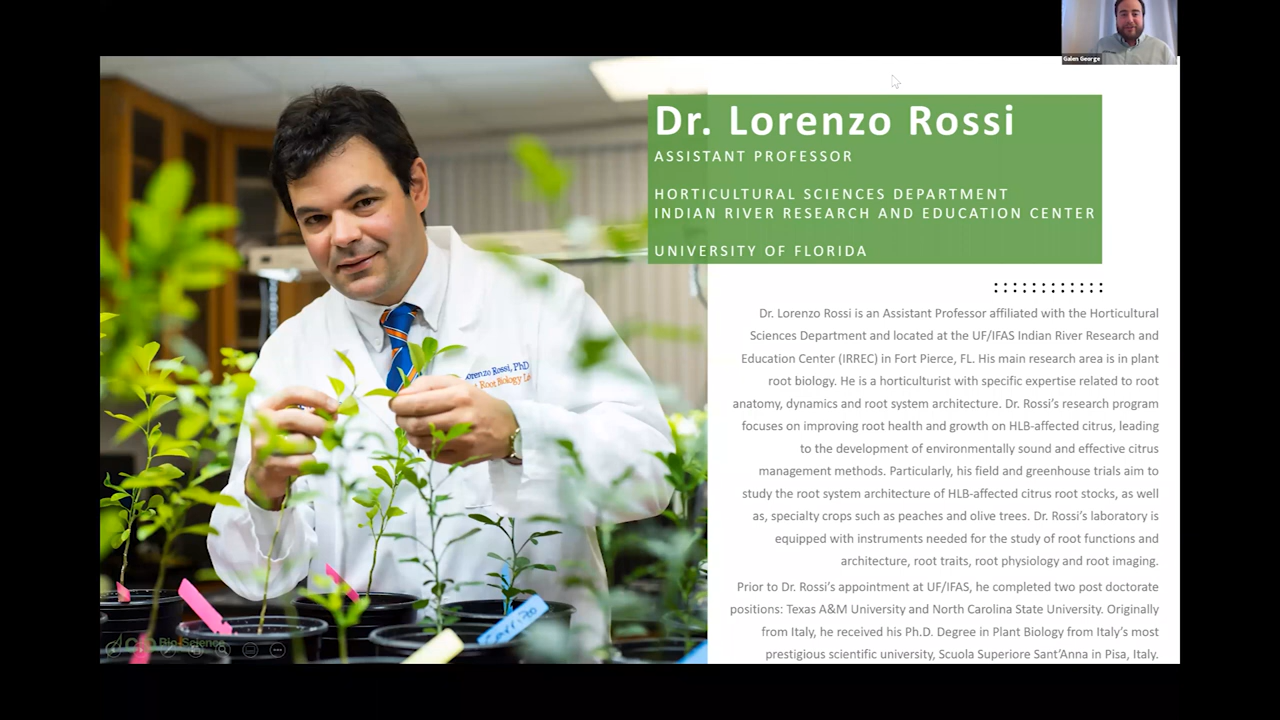 Galen George
Dr. Lorenzo Rossi
ASSISTANT PROFESSOR
HORTICULTURAL SCIENCES DEPARTMENT
INDIAN RIVER RESEARCH AND EDUCATION CENTER
UNIVERSITY OF FLORIDA
Dr. Lorenzo Rossi is an Assistant Professor affiliated with the Horticultural
Sciences Department and located at the UF/IFAS Indian River Research and
Education Center (IRREC) in Fort Pierce, FL. His main research area is in plant
root biology. He is a horticulturist with specific expertise related to root
anatomy, dynamics and root system architecture. Dr. Rossi's research program
focuses on improving root health and growth on HLB-affected citrus, leading
to the development of environmentally sound and effective citrus
management methods. Particularly, his field and greenhouse trials aim to
study the root system architecture of HLB-affected citrus root stocks, as well
as, specialty crops such as peaches and olive trees. Dr. Rossi's laboratory is
equipped with instruments needed for the study of root functions and
architecture, root traits, root physiology and root imaging.
Prior to Dr. Rossi's appointment at UF/IFAS, he completed two post doctorate
positions: Texas A&M University and North Carolina State University. Originally
from Italy, he received his Ph.D. Degree in Plant Biology from Italy's most
prestigious scientific university, Scuola Superiore Sant'Anna in Pisa, Italy.
Lorenzo Rossi, PhD
Root Biology
BioScience